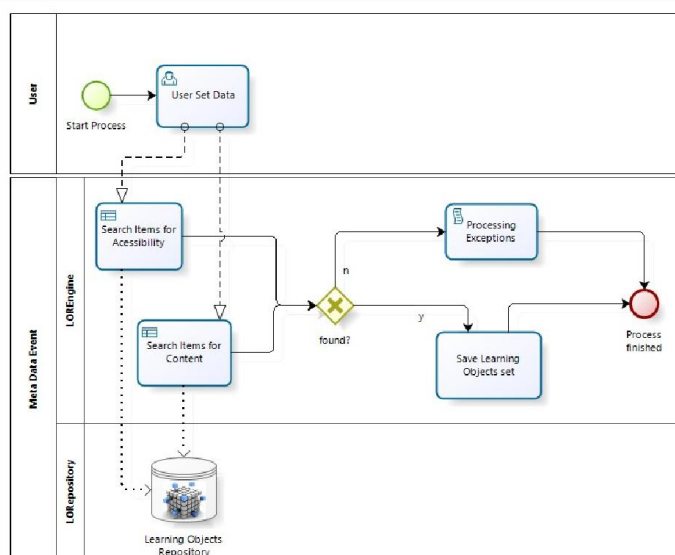 User
Start Process
User Set Data
Meta Data Event
LOREngine
Search Items for
Acessibility
Search Items for
Content
found?
n
y
Processing
Exceptions
Save Learning
Objects set
Process
finished
LORepository
Learning Objects
Repository